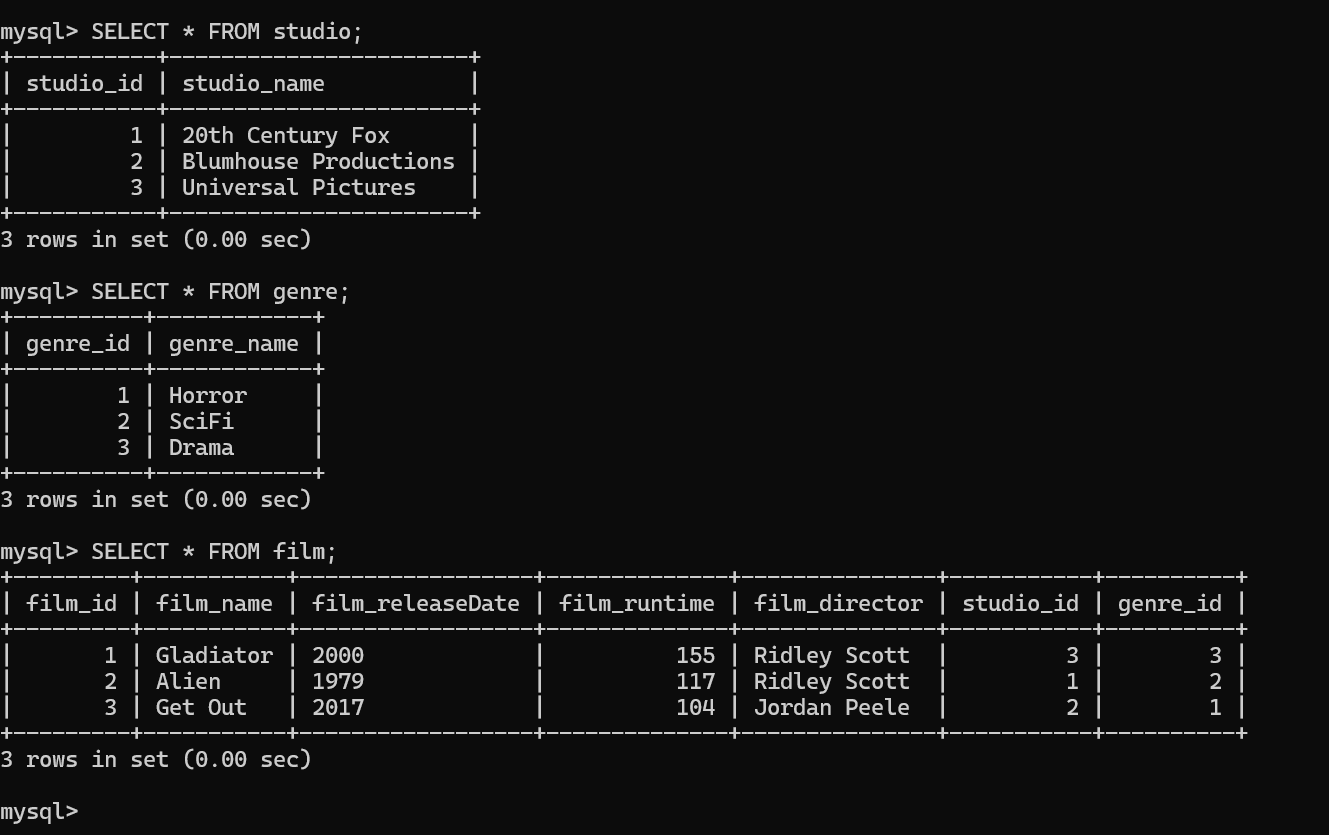 mysql> SELECT * FROM studio;
+-----------+-----------------------+
| studio_id | studio_name           |
+-----------+-----------------------+
|         1 | 20th Century Fox      |
|         2 | Blumhouse Productions |
|         3 | Universal Pictures    |
+-----------+-----------------------+
3 rows in set (0.00 sec)

mysql> SELECT * FROM genre;
+----------+------------+
| genre_id | genre_name |
+----------+------------+
|        1 | Horror     |
|        2 | SciFi      |
|        3 | Drama      |
+----------+------------+
3 rows in set (0.00 sec)

mysql> SELECT * FROM film;
+---------+-----------+------------------+--------------+---------------+-----------+----------+
| film_id | film_name | film_releaseDate | film_runtime | film_director | studio_id | genre_id |
+---------+-----------+------------------+--------------+---------------+-----------+----------+
|       1 | Gladiator | 2000             |          155 | Ridley Scott  |         3 |        3 |
|       2 | Alien     | 1979             |          117 | Ridley Scott  |         1 |        2 |
|       3 | Get Out   | 2017             |          104 | Jordan Peele  |         2 |        1 |
+---------+-----------+------------------+--------------+---------------+-----------+----------+
3 rows in set (0.00 sec)

mysql>